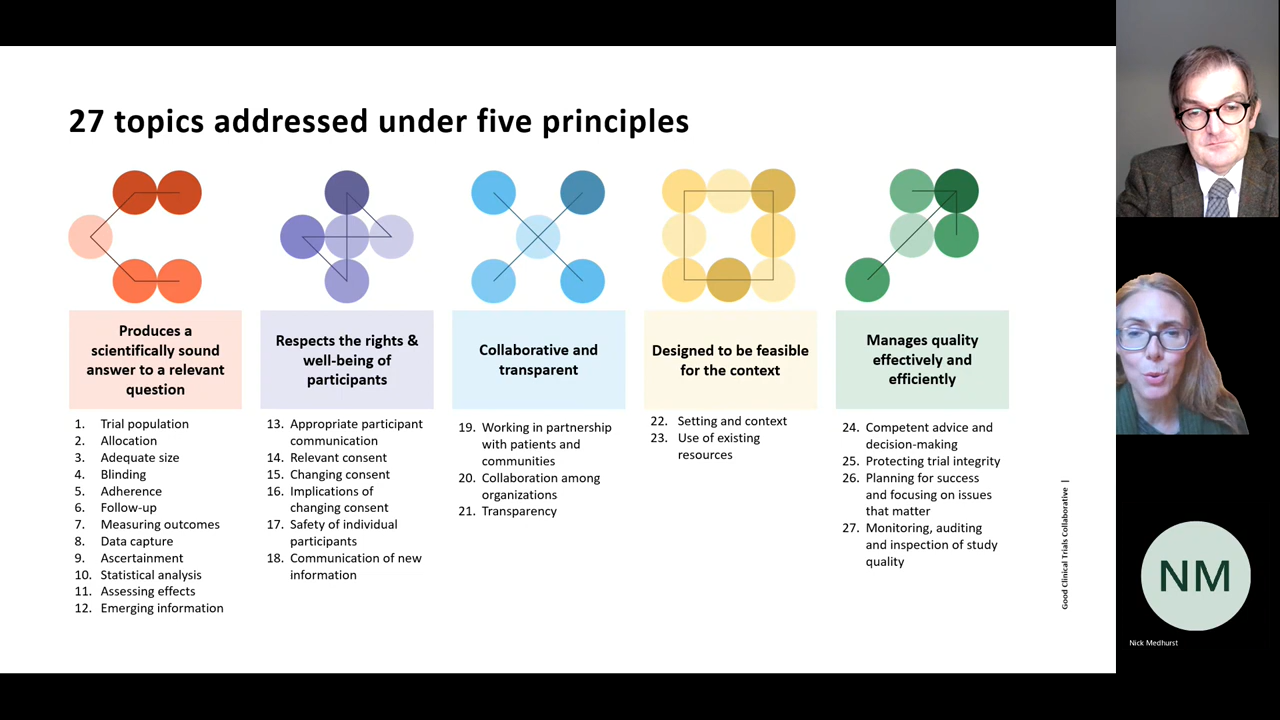 27 topics addressed under five principles
Produces a
scientifically sound
answer to a relevant
question
1. Trial population
2. Allocation
3. Adequate size
4. Blinding
5. Adherence
6. Follow-up
7. Measuring outcomes
8. Data capture
9. Ascertainment
10. Statistical analysis
11. Assessing effects
12. Emerging information
Respects the rights &
well-being of
participants
13. Appropriate participant
communication
14. Relevant consent
15. Changing consent
16. Implications of
changing consent
17. Safety of individual
participants
18. Communication of new
information
Collaborative and
transparent
19. Working in partnership
with patients and
communities
20. Collaboration among
organizations
21. Transparency
Designed to be feasible
for the context
22. Setting and context
23. Use of existing
resources
Manages quality
effectively and
efficiently
24. Competent advice and
decision-making
25. Protecting trial integrity
26. Planning for success
and focusing on issues
that matter
27. Monitoring, auditing
and inspection of study
quality
Good Clinical Trials Collaborative |
NM
Nick Medhurst